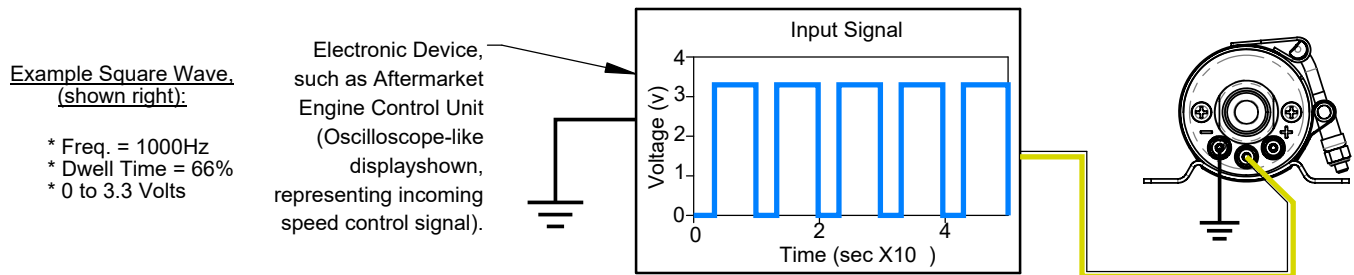 Example Square Wave,
(shown right):
* Freq. = 1000Hz
* Dwell Time = 66%
* 0 to 3.3 Volts
Electronic Device,
such as Aftermarket
Engine Control Unit
(Oscilloscope-like
displayshown,
representing incoming
speed control signal).
Input Signal
Voltage (v)
4
3
2
1
0
0 2 4
Time (sec X10 )
− +